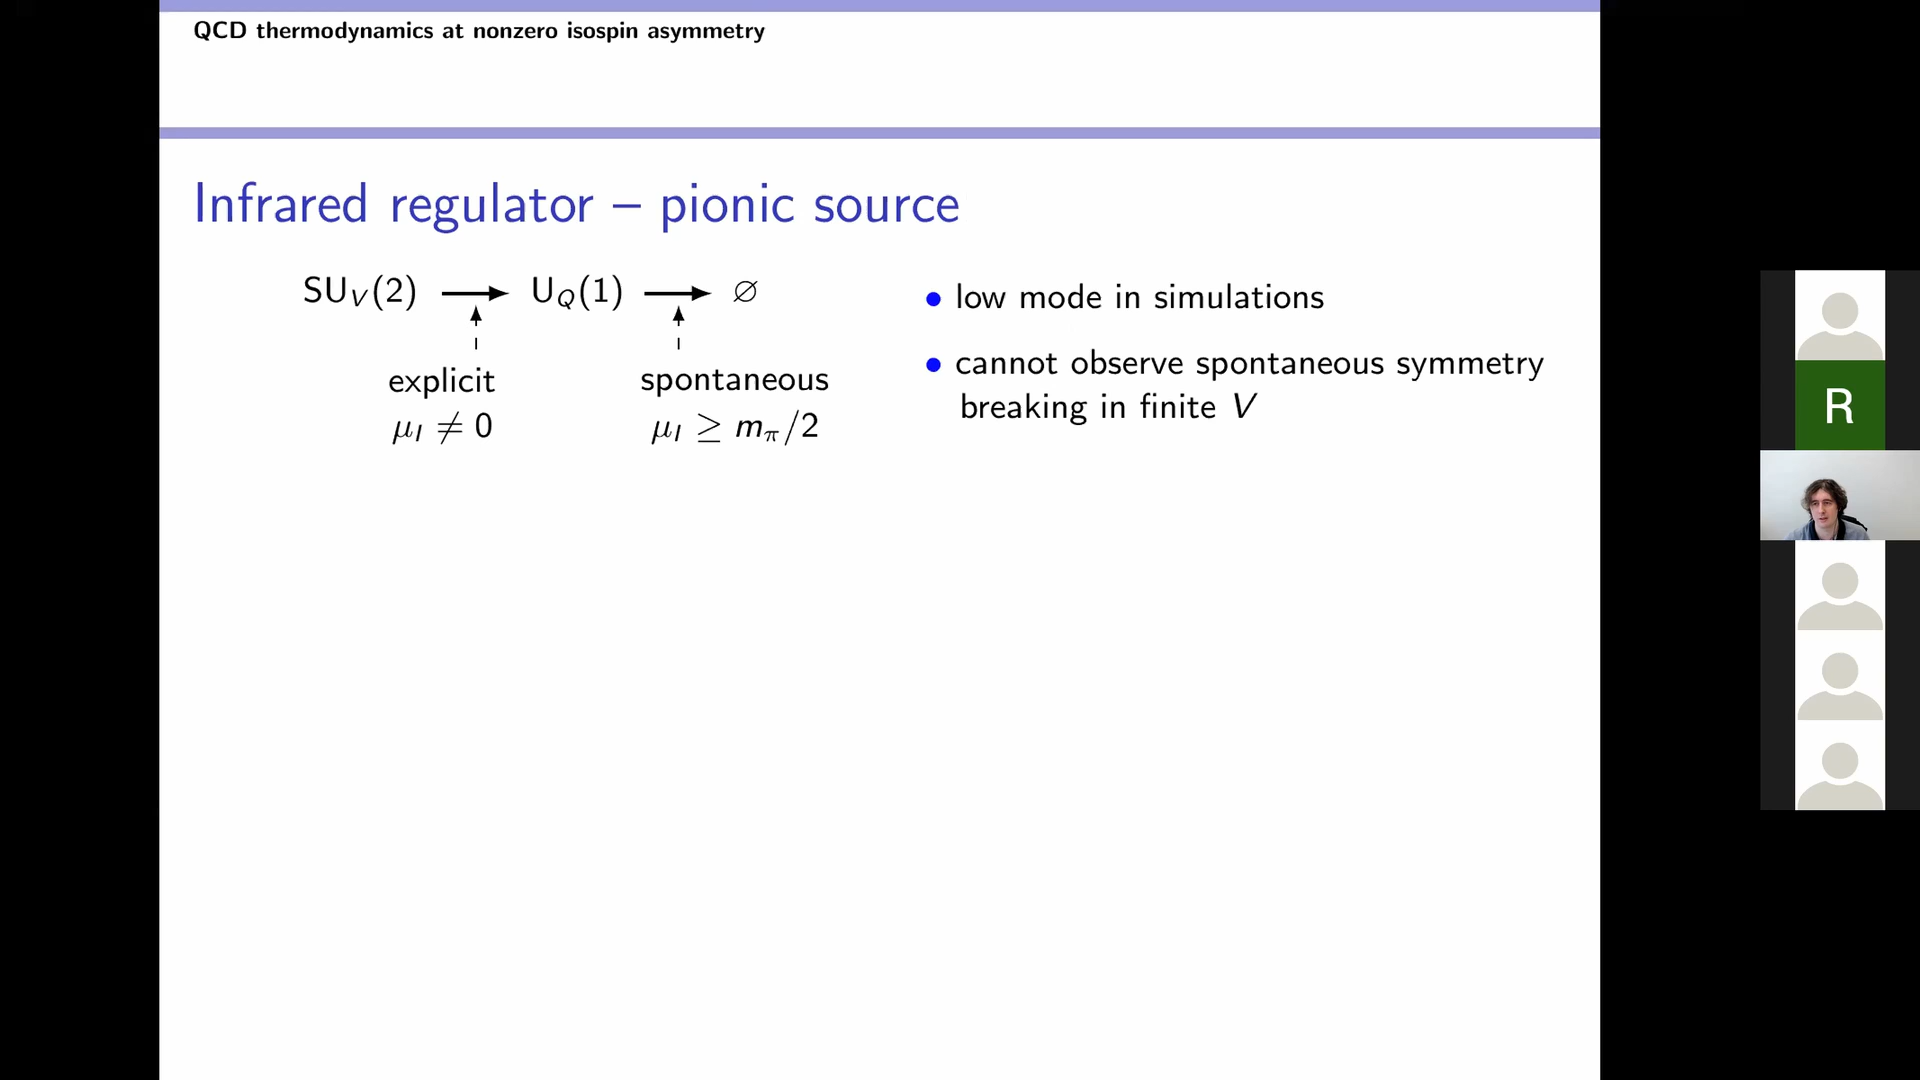 QCD thermodynamics at nonzero isospin asymmetry
Infrared regulator – pionic source
SU_V(2) → U_Q(1) → ∅
explicit
μ_I ≠ 0
spontaneous
μ_I ≥ m_π/2
• low mode in simulations
• cannot observe spontaneous symmetry
breaking in finite V
R